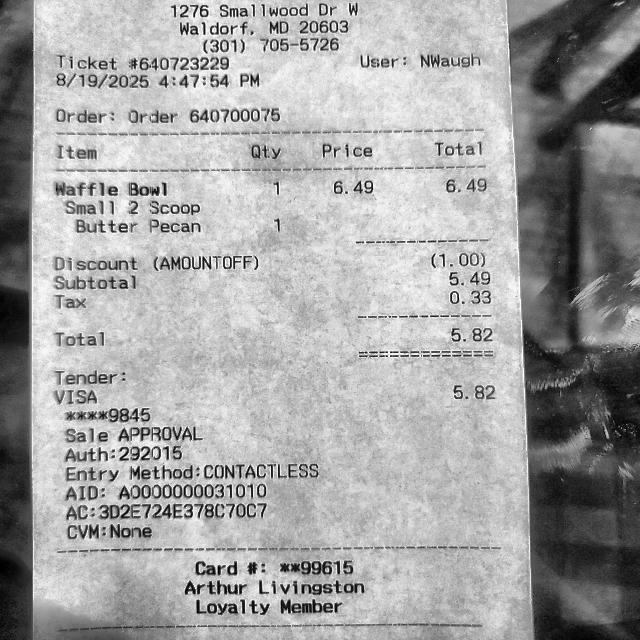 1276 Smallwood Dr W
Waldorf, MD 20603
(301) 705-5726
Ticket #640723229 User: NWaugh
8/19/2025 4:47:54 PM
Order: Order 640700075
Item Qty Price Total
Waffle Bowl 1 6.49 6.49
Small 2 Scoop
Butter Pecan 1
Discount (AMOUNTOFF) (1.00)
Subtotal 5.49
Tax 0.33
Total 5.82
Tender:
VISA 5.82
****9845
Sale APPROVAL
Auth:292015
Entry Method:CONTACTLESS
AID: A0000000031010
AC:3D2E724E378C70C7
CVM:None
Card #: **99615
Arthur Livingston
Loyalty Member